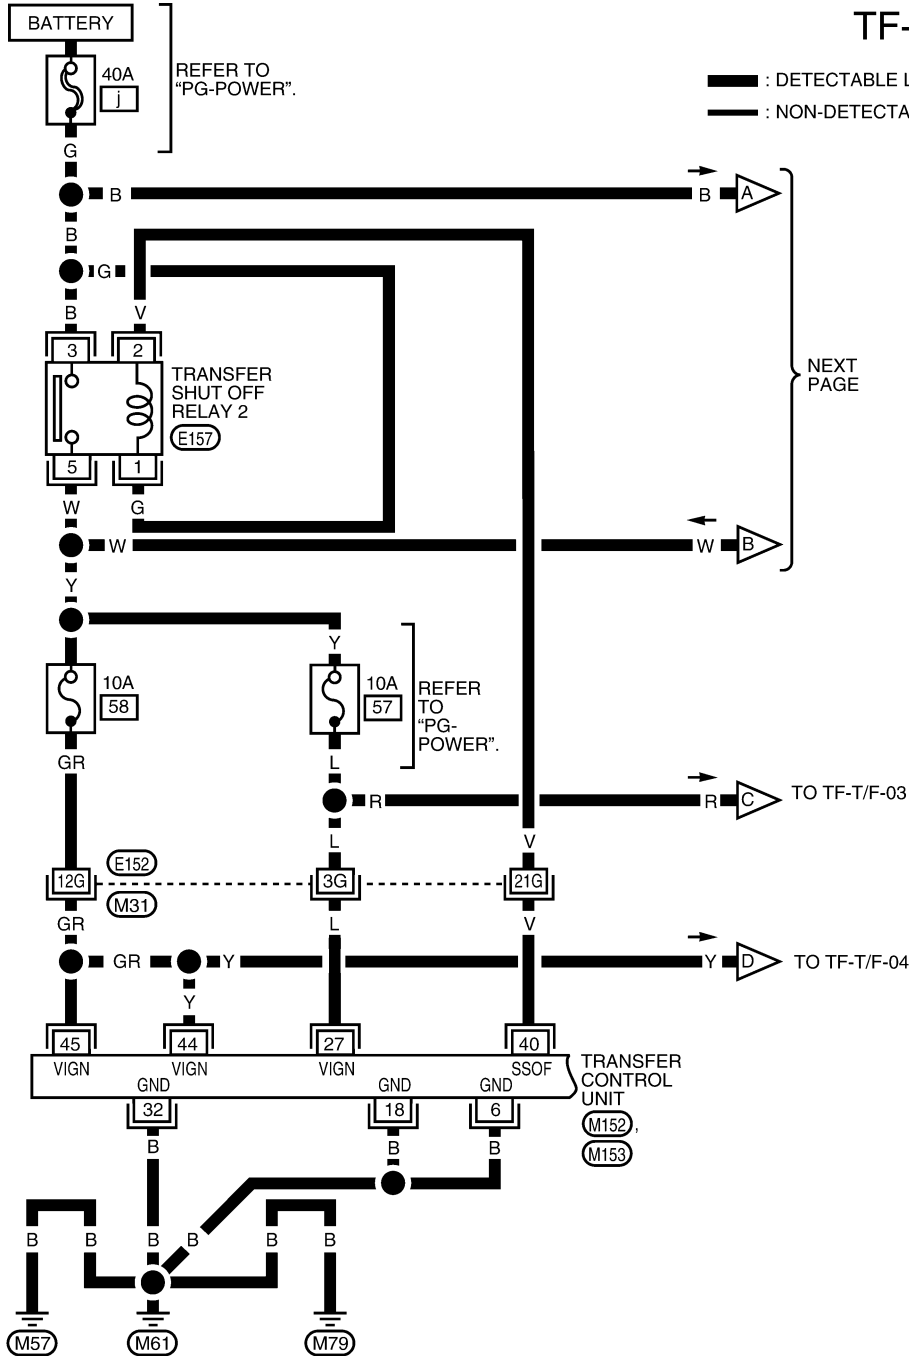 BATTERY
TF-
40A
j
REFER TO
“PG-POWER”.
: DETECTABLE L
: NON-DETECTA
G
B
B
A
B
G
B
V
3
2
TRANSFER
SHUT OFF
RELAY 2
E157
NEXT
PAGE
5
1
W
G
W
W
B
Y
Y
10A
58
10A
57
REFER
TO
“PG-
POWER”.
GR
L
R
R
C
TO TF-T/F-03
L
V
E152
12G
3G
21G
M31
GR
L
V
GR
Y
Y
D
TO TF-T/F-04
Y
45
44
27
40
VIGN
VIGN
VIGN
SSOF
TRANSFER
CONTROL
UNIT
GND
GND
GND
32
18
6
M152,
M153
B
B
B
B
B
B
B
B
B
M57
M61
M79